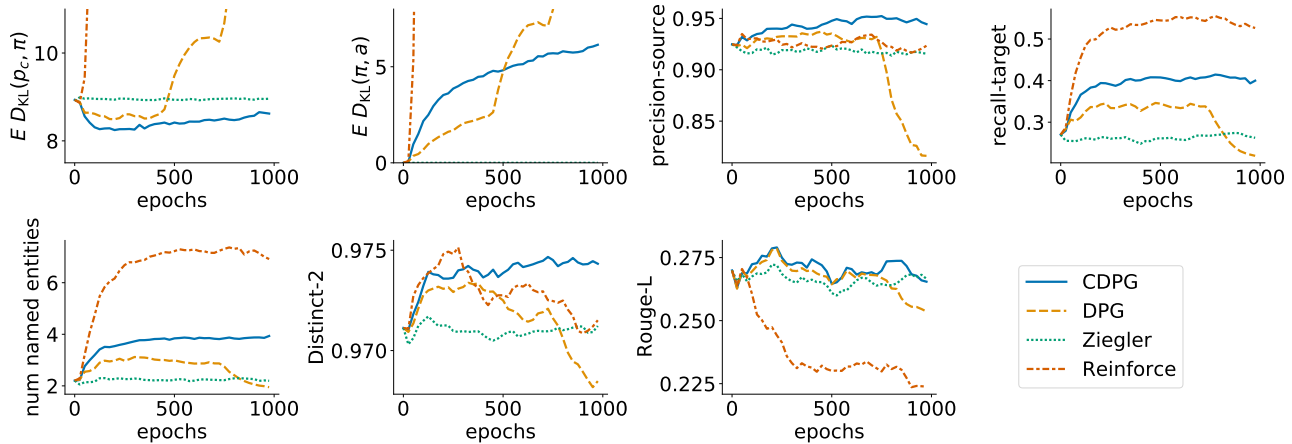 10
8
E D_KL(p_c, π)
0 500 1000
epochs
5
0
E D_KL(π, a)
0 500 1000
epochs
0.95
0.90
0.85
precision-source
0 500 1000
epochs
0.5
0.4
0.3
recall-target
0 500 1000
epochs
6
4
2
num named entities
0 500 1000
epochs
0.975
0.970
Distinct-2
0 500 1000
epochs
0.275
0.250
0.225
Rouge-L
0 500 1000
epochs
CDPG
DPG
Ziegler
Reinforce